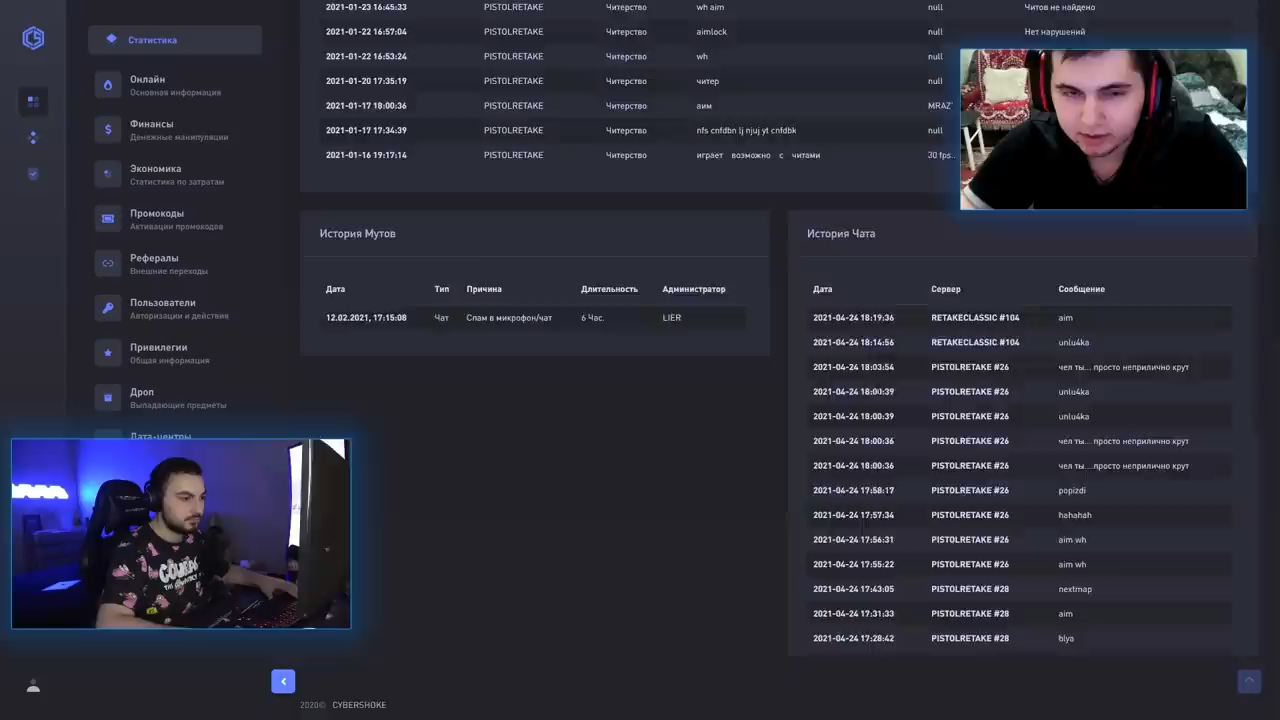 2021-01-23 16:45:33 PISTOLRETAKE Читерство wh aim null Читов не найдено
2021-01-22 16:57:04 PISTOLRETAKE Читерство aimlock null Нет нарушений
2021-01-22 16:53:24 PISTOLRETAKE Читерство wh null
2021-01-20 17:35:19 PISTOLRETAKE Читерство читер null
2021-01-17 18:00:36 PISTOLRETAKE Читерство аим MRAZ'
2021-01-17 17:34:39 PISTOLRETAKE Читерство nfs cnfdbn lj njuj yt cnfdbk null
2021-01-16 19:17:14 PISTOLRETAKE Читерство играет возможно с читами 30 fps..
Статистика
Онлайн
Основная информация
Финансы
Денежные манипуляции
Экономика
Статистика по затратам
Промокоды
Активации промокодов
Рефералы
Внешние переходы
Пользователи
Авторизации и действия
Привилегии
Общая информация
Дроп
Выпадающие предметы
Дата-центры
История Мутов
Дата Тип Причина Длительность Администратор
12.02.2021, 17:15:08 Чат Спам в микрофон/чат 6 Час. LIER
История Чата
Дата Сервер Сообщение
2021-04-24 18:19:36 RETAKECLASSIC #104 aim
2021-04-24 18:14:56 RETAKECLASSIC #104 unlu4ka
2021-04-24 18:03:54 PISTOLRETAKE #26 чел ты... просто неприлично крут
2021-04-24 18:00:39 PISTOLRETAKE #26 unlu4ka
2021-04-24 18:00:39 PISTOLRETAKE #26 unlu4ka
2021-04-24 18:00:36 PISTOLRETAKE #26 чел ты... просто неприлично крут
2021-04-24 18:00:36 PISTOLRETAKE #26 чел ты... просто неприлично крут
2021-04-24 17:58:17 PISTOLRETAKE #26 popizdi
2021-04-24 17:57:34 PISTOLRETAKE #26 hahahah
2021-04-24 17:56:31 PISTOLRETAKE #26 aim wh
2021-04-24 17:55:22 PISTOLRETAKE #26 aim wh
2021-04-24 17:43:05 PISTOLRETAKE #28 nextmap
2021-04-24 17:31:33 PISTOLRETAKE #28 aim
2021-04-24 17:28:42 PISTOLRETAKE #28 blya
2020© CYBERSHOKE